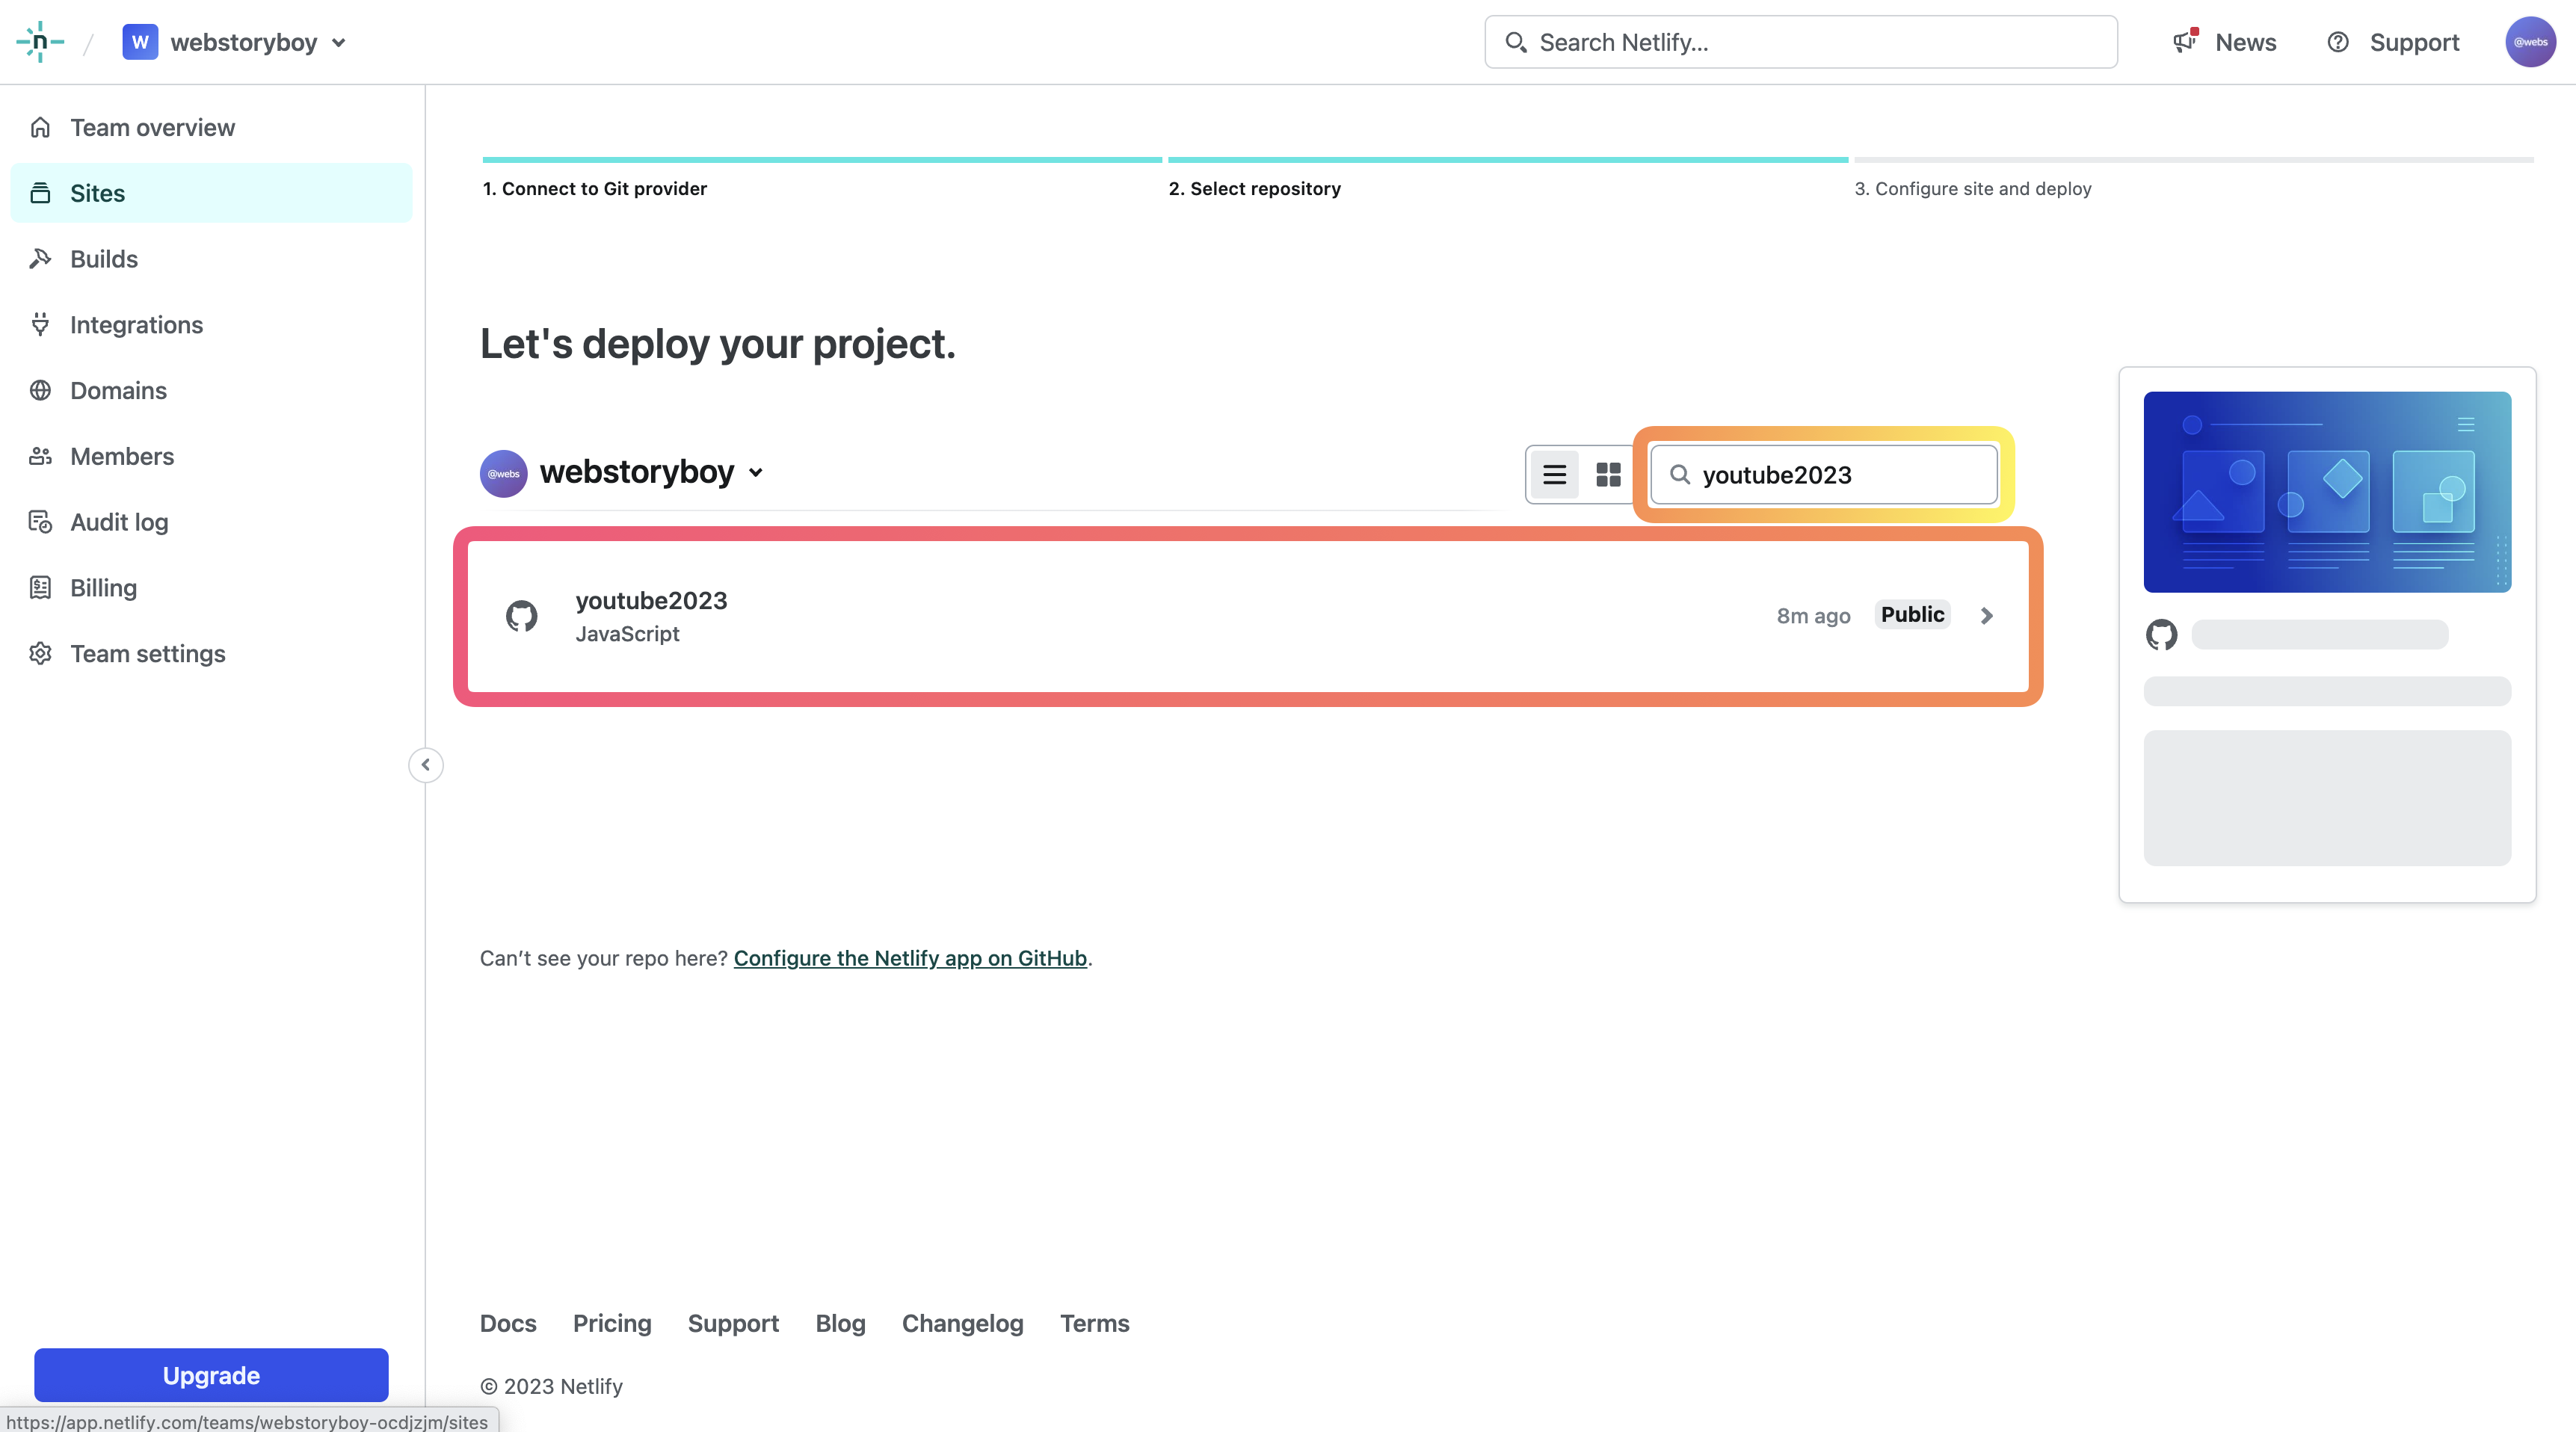 n / W webstoryboy
Search Netlify...
News
Support
@webs
Team overview
Sites
Builds
Integrations
Domains
Members
Audit log
Billing
Team settings
Upgrade
1. Connect to Git provider
2. Select repository
3. Configure site and deploy
Let's deploy your project.
@webs webstoryboy
youtube2023
youtube2023
JavaScript
8m ago Public
Can’t see your repo here? Configure the Netlify app on GitHub.
Docs Pricing Support Blog Changelog Terms
© 2023 Netlify
https://app.netlify.com/teams/webstoryboy-ocdjzjm/sites